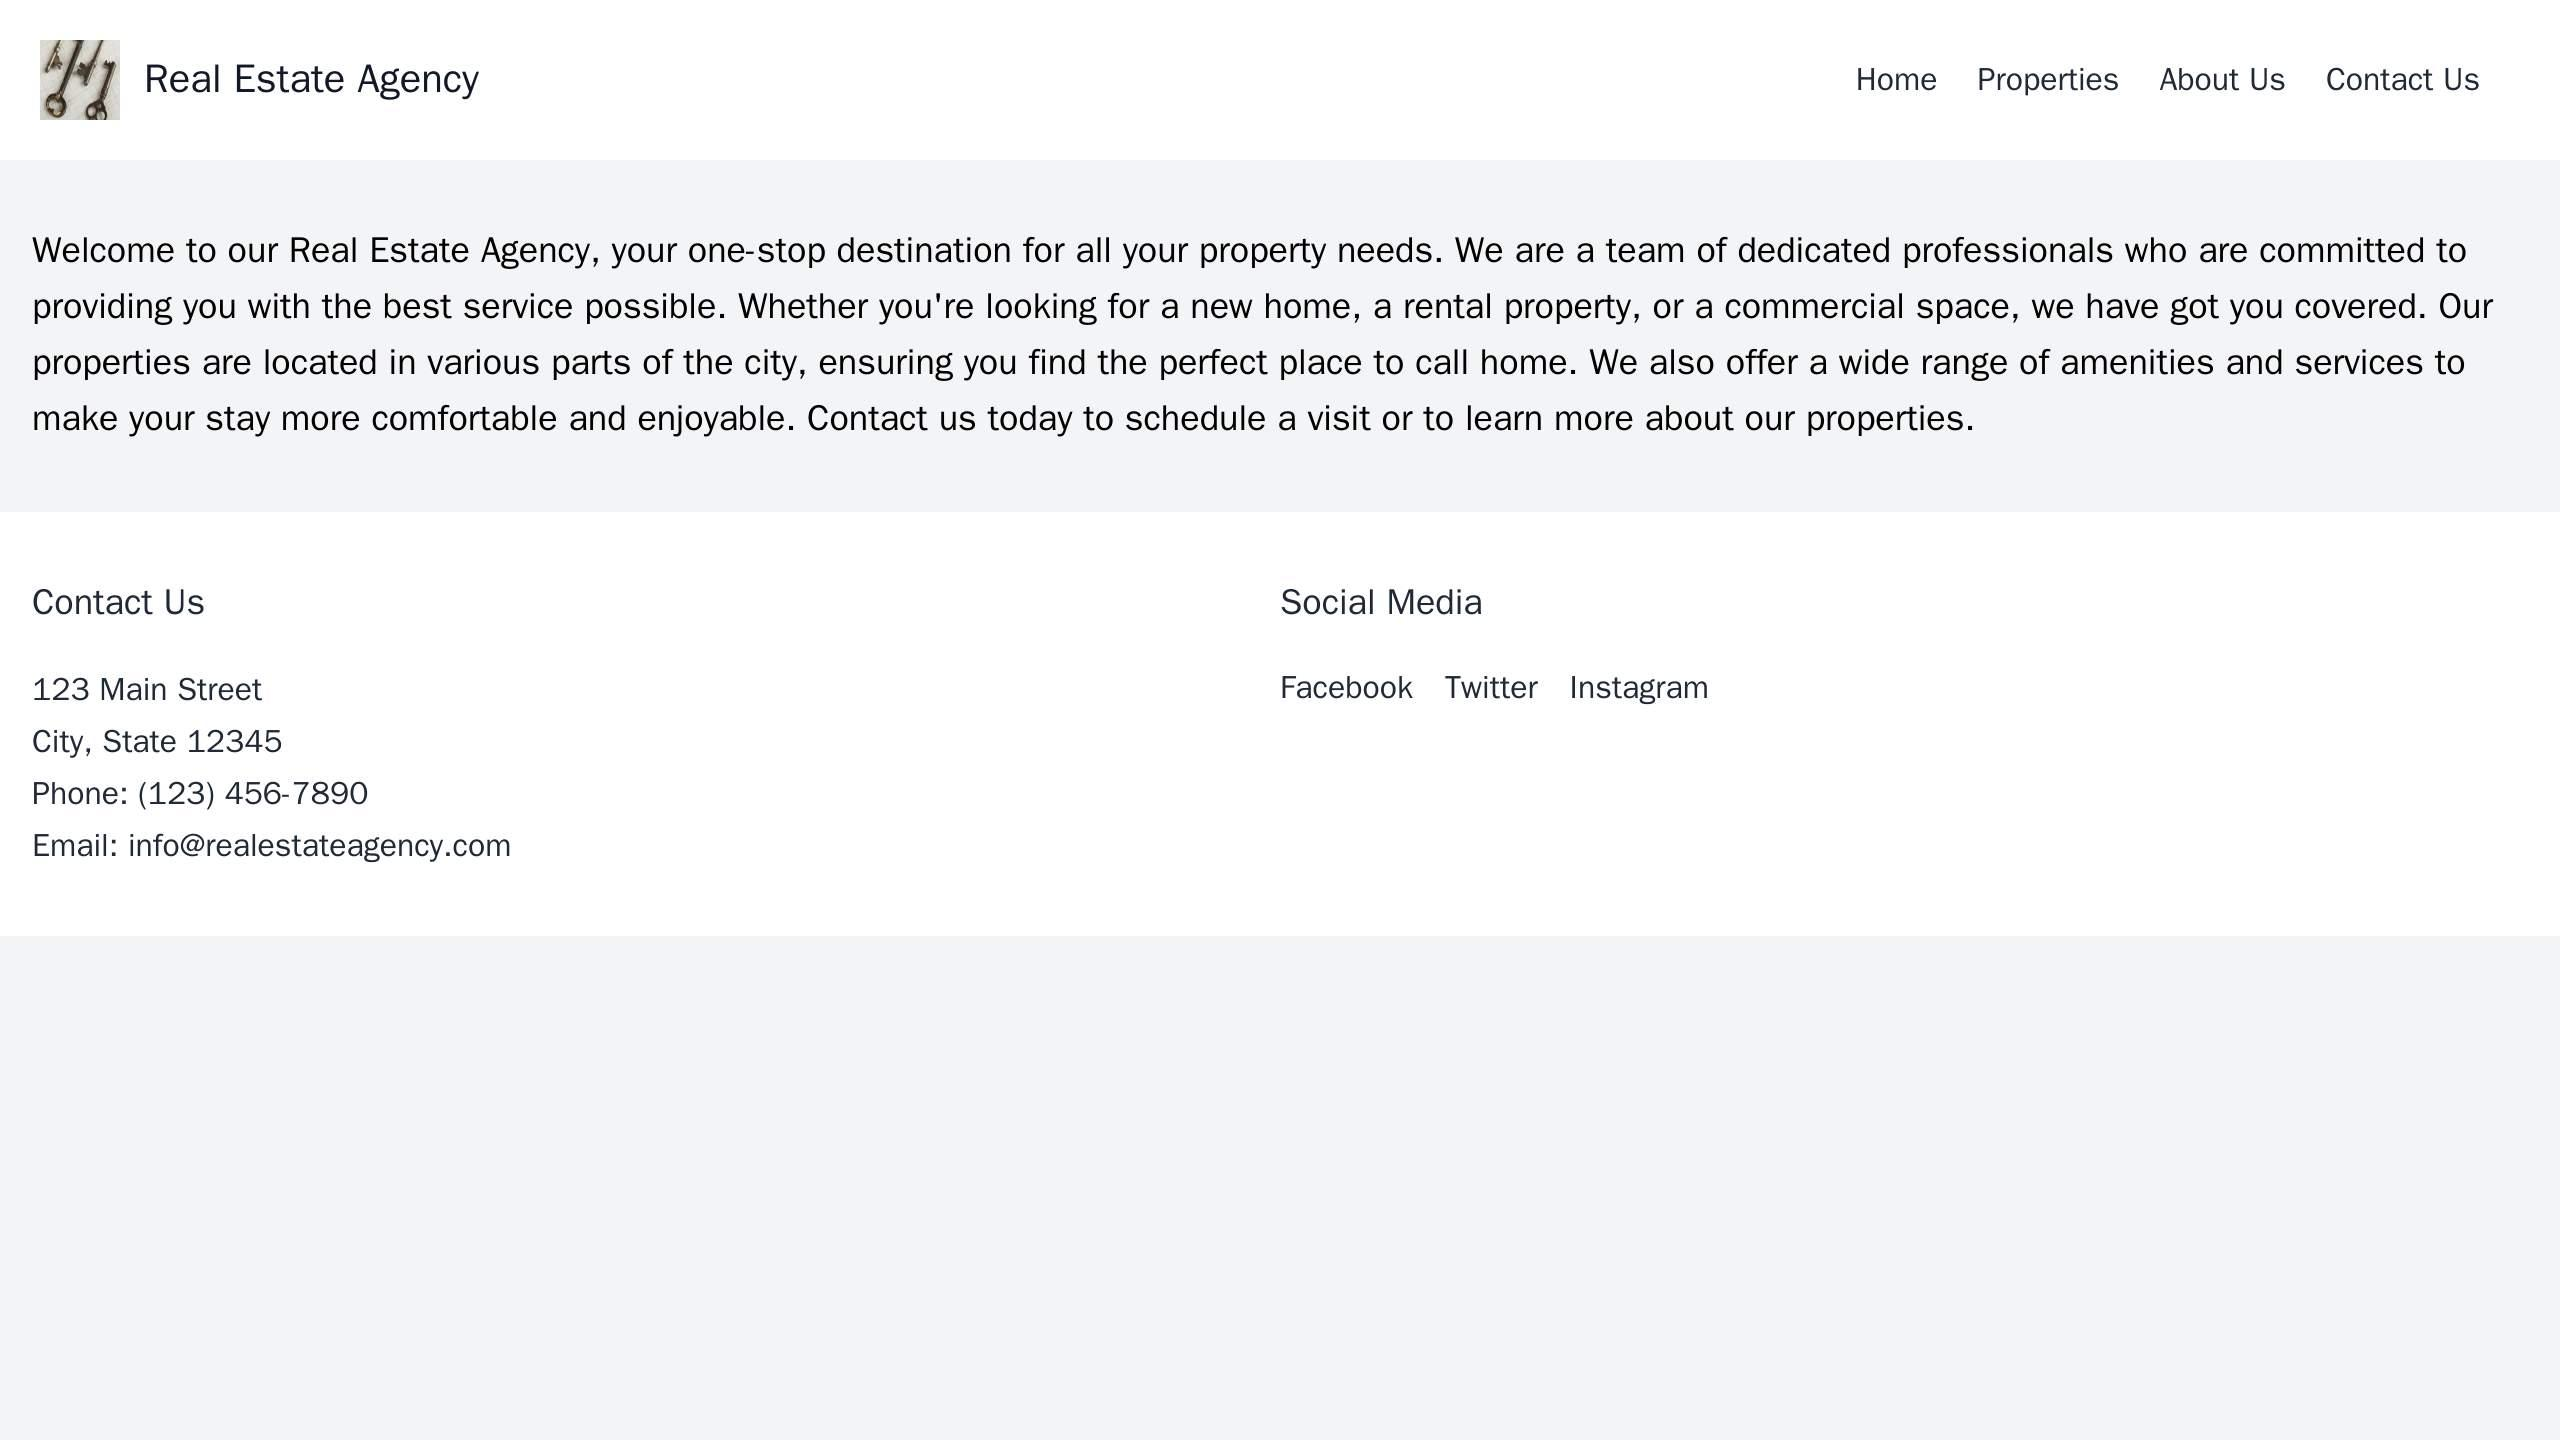 Real Estate Agency
Home Properties About Us Contact Us
Welcome to our Real Estate Agency, your one-stop destination for all your property needs. We are a team of dedicated professionals who are committed to
providing you with the best service possible. Whether you're looking for a new home, a rental property, or a commercial space, we have got you covered. Our
properties are located in various parts of the city, ensuring you find the perfect place to call home. We also offer a wide range of amenities and services to
make your stay more comfortable and enjoyable. Contact us today to schedule a visit or to learn more about our properties.
Contact Us
123 Main Street
City, State 12345
Phone: (123) 456-7890
Email: info@realestateagency.com
Social Media
Facebook Twitter Instagram